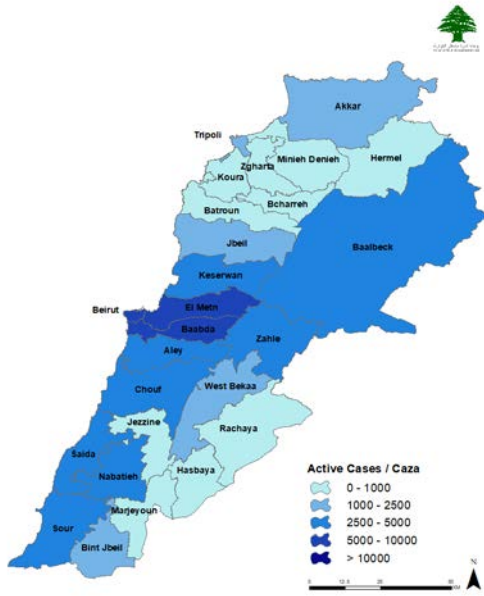 Akkar
Tripoli
Zgharta
Minieh Denieh
Hermel
Koura
Bcharreh
Batroun
Jbeil
Baalbeck
Keserwan
El Metn
Beirut
Baabda
Zahle
Aley
West Bekaa
Chouf
Jezzine
Rachaya
Saida
Nabatieh
Hasbaya
Marjeyoun
Sour
Bint Jbeil
Active Cases / Caza
0 - 1000
1000 - 2500
2500 - 5000
5000 - 10000
> 10000
N